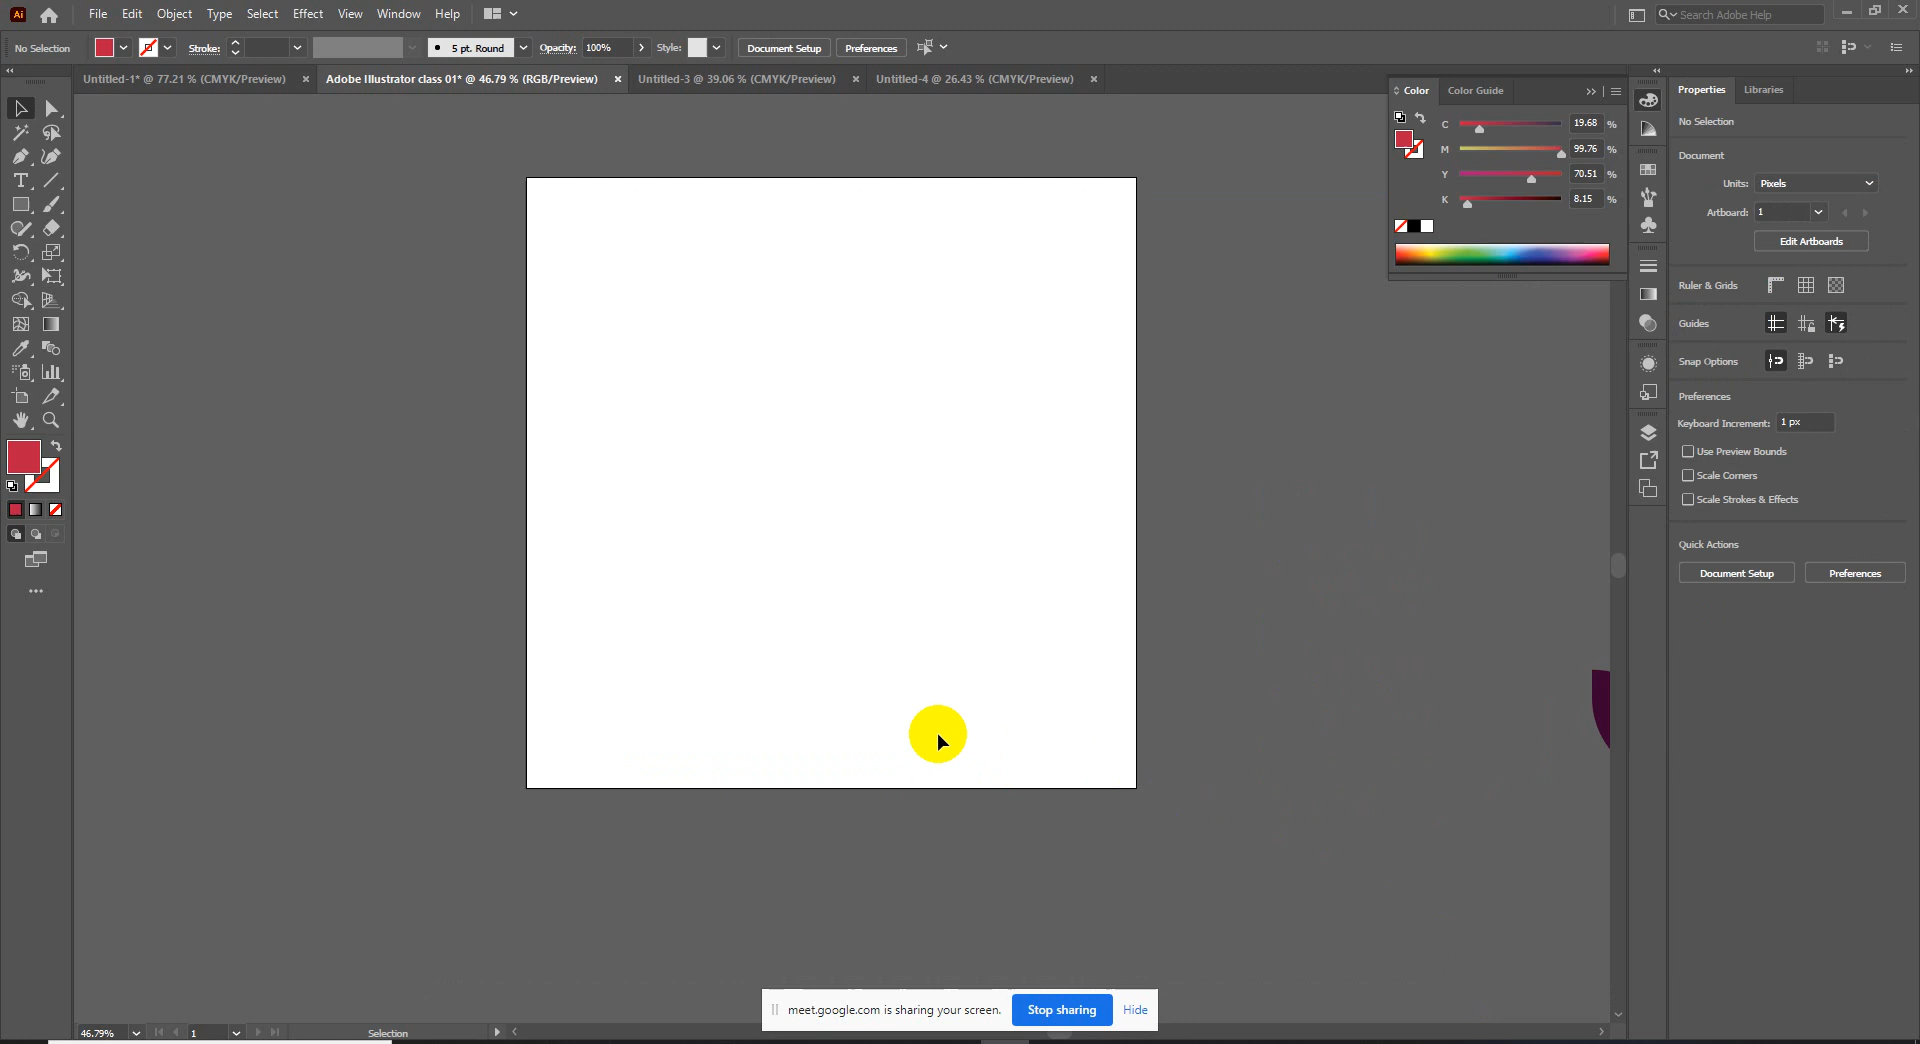 Ai File Edit Object Type Select Effect View Window Help Search Adobe Help
No Selection Stroke: 5 pt. Round Opacity: 100% Style: Document Setup Preferences
Untitled-1* @ 77.21 % (CMYK/Preview) Adobe Illustrator class 01* @ 46.79 % (RGB/Preview) Untitled-3 @ 39.06 % (CMYK/Preview) Untitled-4 @ 26.43 % (CMYK/Preview)
Color Color Guide
C 19.68 %
M 99.76 %
Y 70.51 %
K 8.15 %
Properties Libraries
No Selection
Document
Units: Pixels
Artboard: 1
Edit Artboards
Ruler & Grids
Guides
Snap Options
Preferences
Keyboard Increment: 1 px
Use Preview Bounds
Scale Corners
Scale Strokes & Effects
Quick Actions
Document Setup Preferences
meet.google.com is sharing your screen. Stop sharing Hide
46.79% 1 Selection